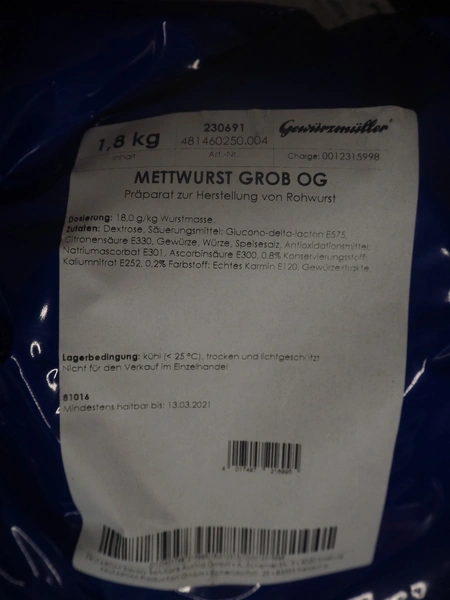 1,8 kg
Inhalt
230691
481460250.004
Art.-Nr.
Gewürzmüller
Charge: 0012315998
METTWURST GROB OG
Präparat zur Herstellung von Rohwurst
Dosierung: 18,0 g/kg Wurstmasse
Zutaten: Dextrose, Säuerungsmittel: Glucono-delta-lacton E575,
Citronensäure E330, Gewürze, Würze, Speisesalz, Antioxidationsmittel:
Natriumascorbat E301, Ascorbinsäure E300, 0,8% Konservierungsstoff:
Kaliumnitrat E252, 0,2% Farbstoff: Echtes Karmin E120, Gewürzextrakte
Lagerbedingung: kühl (< 25 °C), trocken und lichtgeschützt
Nicht für den Verkauf im Einzelhandel
81016
Mindestens haltbar bis: 13.03.2021